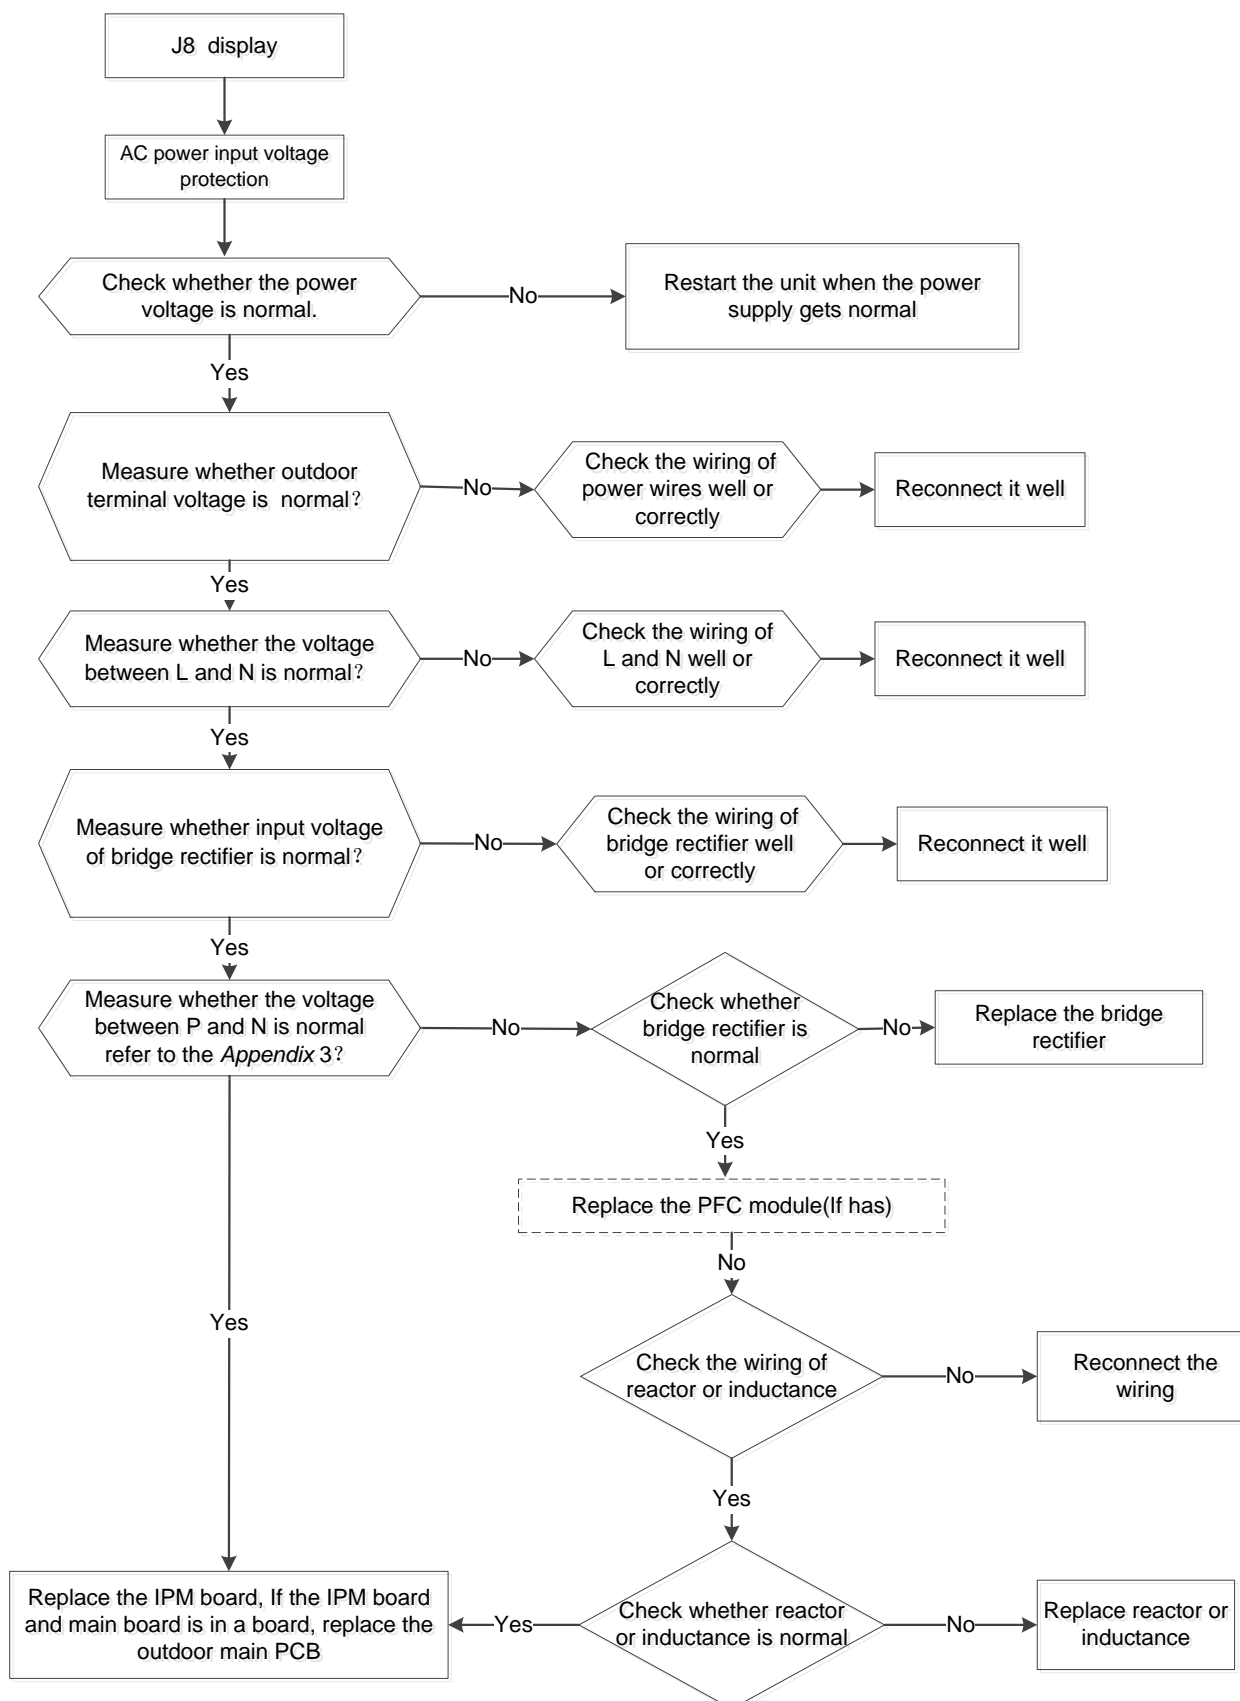 J8 display
AC power input voltage
protection
Check whether the power
voltage is normal.
No
Restart the unit when the power
supply gets normal
Yes
Measure whether outdoor
terminal voltage is normal?
No
Check the wiring of
power wires well or
correctly
Reconnect it well
Yes
Measure whether the voltage
between L and N is normal?
No
Check the wiring of
L and N well or
correctly
Reconnect it well
Yes
Measure whether input voltage
of bridge rectifier is normal?
No
Check the wiring of
bridge rectifier well
or correctly
Reconnect it well
Yes
Measure whether the voltage
between P and N is normal
refer to the Appendix 3?
No
Check whether
bridge rectifier is
normal
No
Replace the bridge
rectifier
Yes
Replace the PFC module(If has)
No
Yes
Check the wiring of
reactor or inductance
No
Reconnect the
wiring
Yes
Replace the IPM board, If the IPM board
and main board is in a board, replace the
outdoor main PCB
Yes
Check whether reactor
or inductance is normal
No
Replace reactor or
inductance